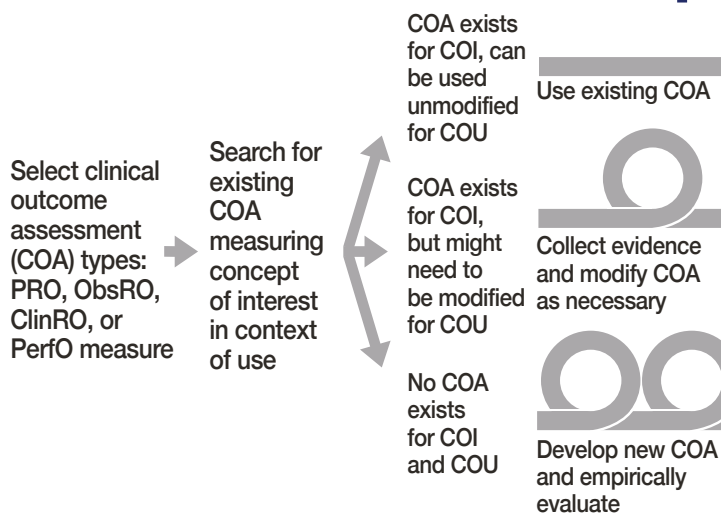 Select clinical
outcome
assessment
(COA) types:
PRO, ObsRO,
ClinRO, or
PerfO measure
Search for
existing
COA
measuring
concept
of interest
in context
of use
COA exists
for COI, can
be used
unmodified
for COU
Use existing COA
COA exists
for COI,
but might
need to
be modified
for COU
Collect evidence
and modify COA
as necessary
No COA
exists
for COI
and COU
Develop new COA
and empirically
evaluate